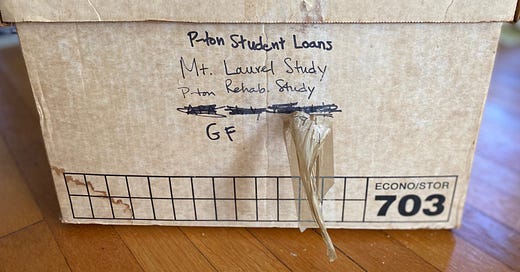 P-ton Student Loans
Mt. Laurel Study
P-ton Rehab. Study
GF
ECONO/STOR
703